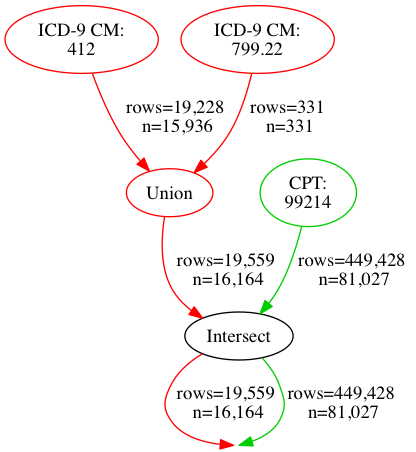 ICD-9 CM:
412
ICD-9 CM:
799.22
rows=19,228
n=15,936
rows=331
n=331
Union
CPT:
99214
rows=19,559
n=16,164
rows=449,428
n=81,027
Intersect
rows=19,559
n=16,164
rows=449,428
n=81,027